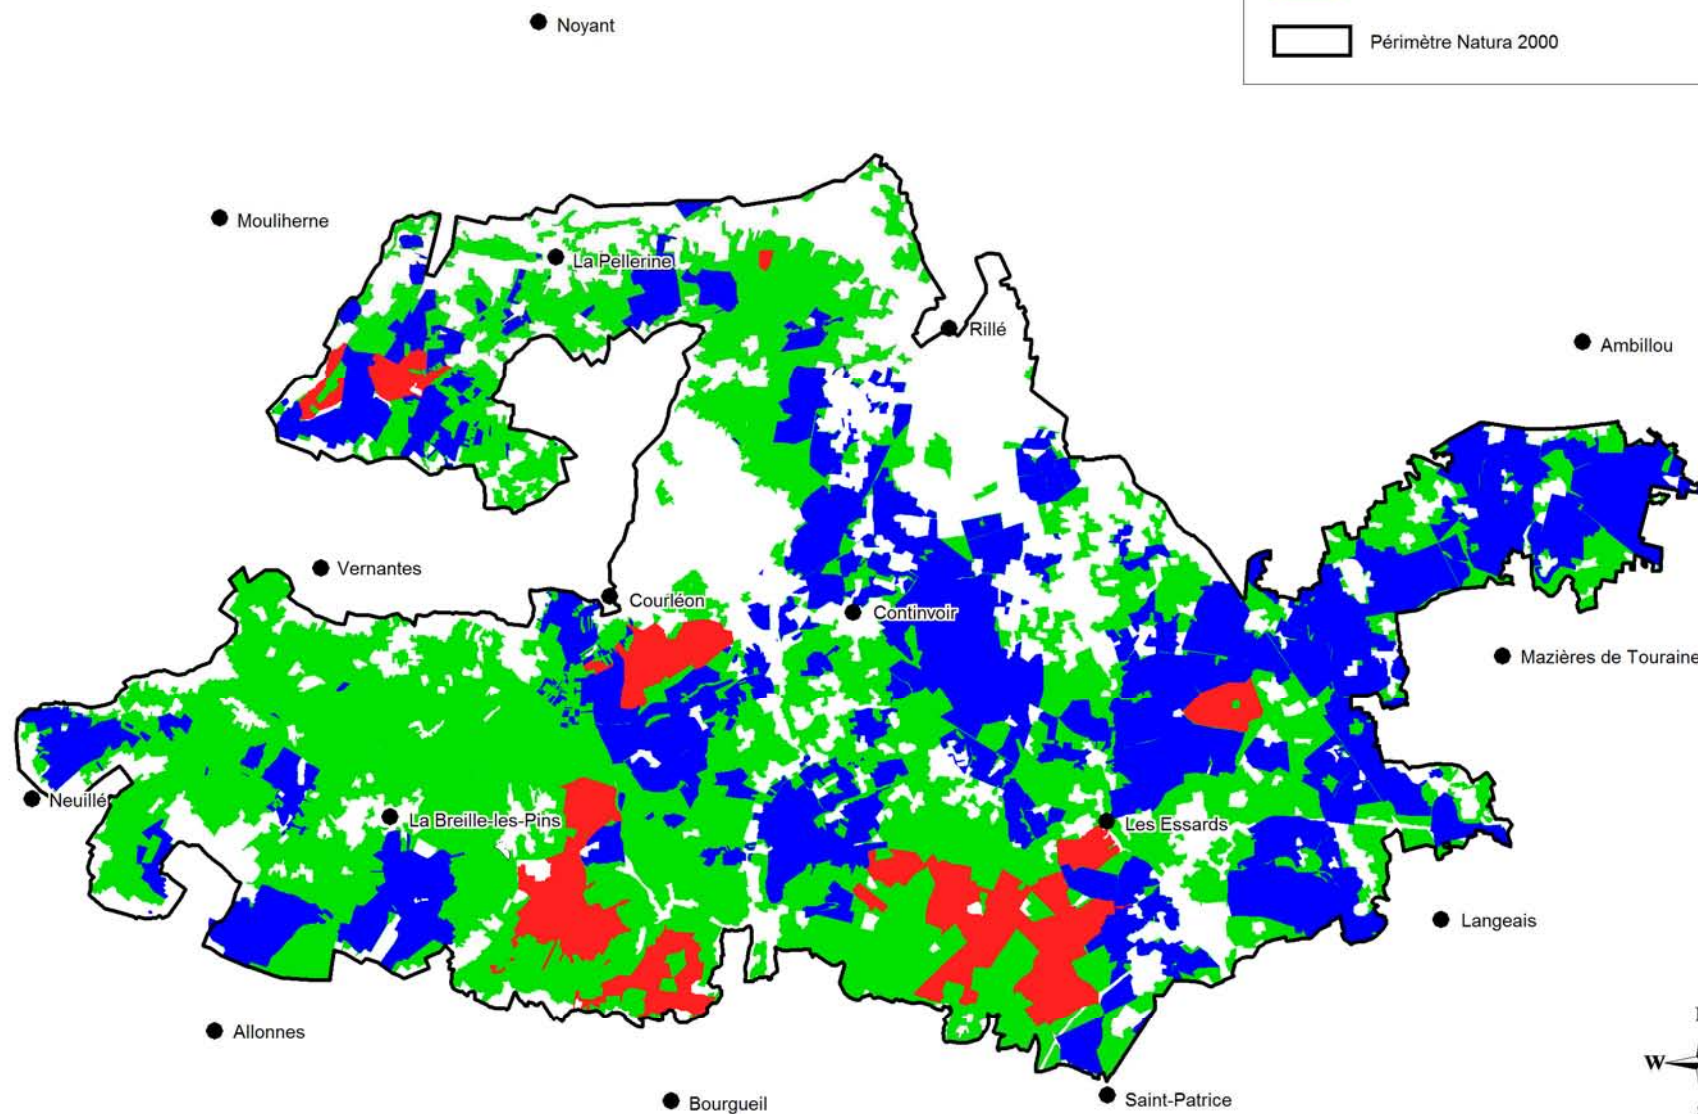 Noyant
Périmètre Natura 2000
Mouliherne
La Pellerine
Rillé
Ambillou
Vernantes
Courléon
Continvoir
Mazières de Touraine
Neuillé
La Breille-les-Pins
Les Essards
Langeais
Allonnes
W
Bourgueil
Saint-Patrice